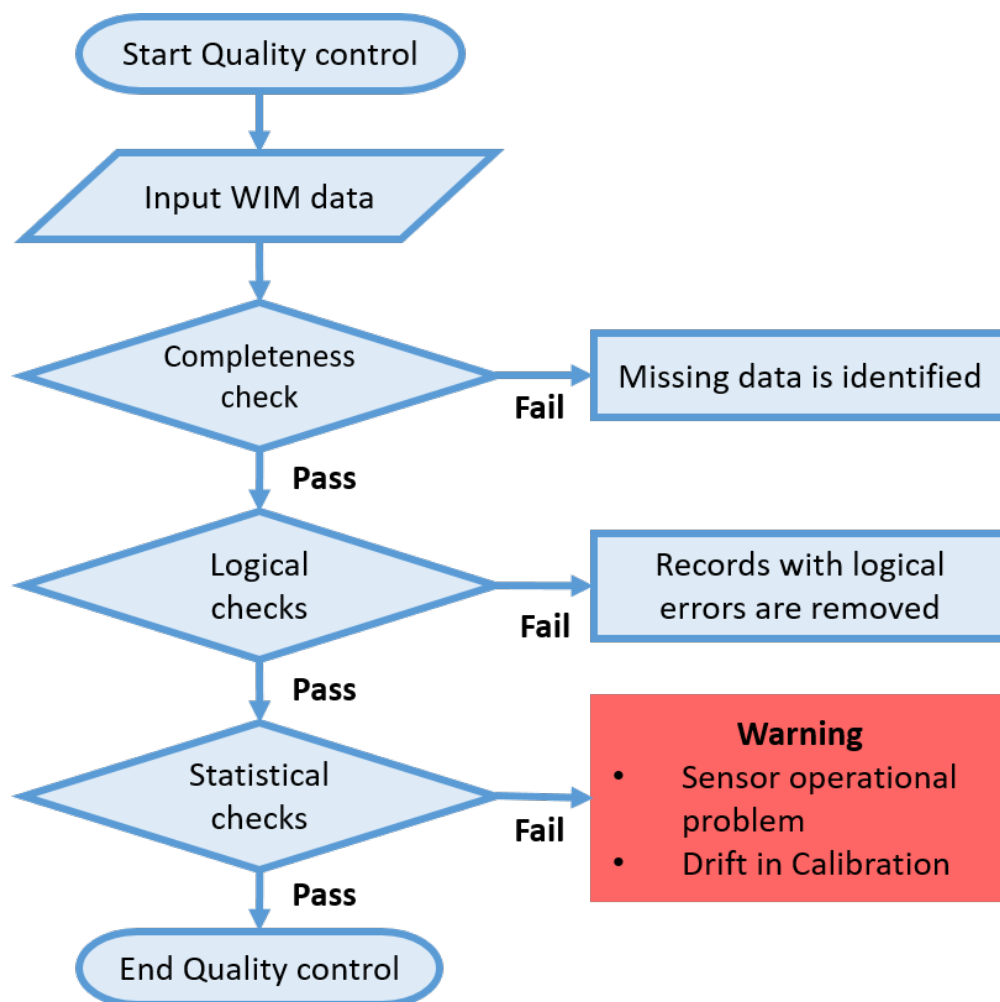 Start Quality control
Input WIM data
Completeness
check
Fail
Missing data is identified
Pass
Logical
checks
Fail
Records with logical
errors are removed
Pass
Statistical
checks
Fail
Warning
• Sensor operational
problem
• Drift in Calibration
Pass
End Quality control